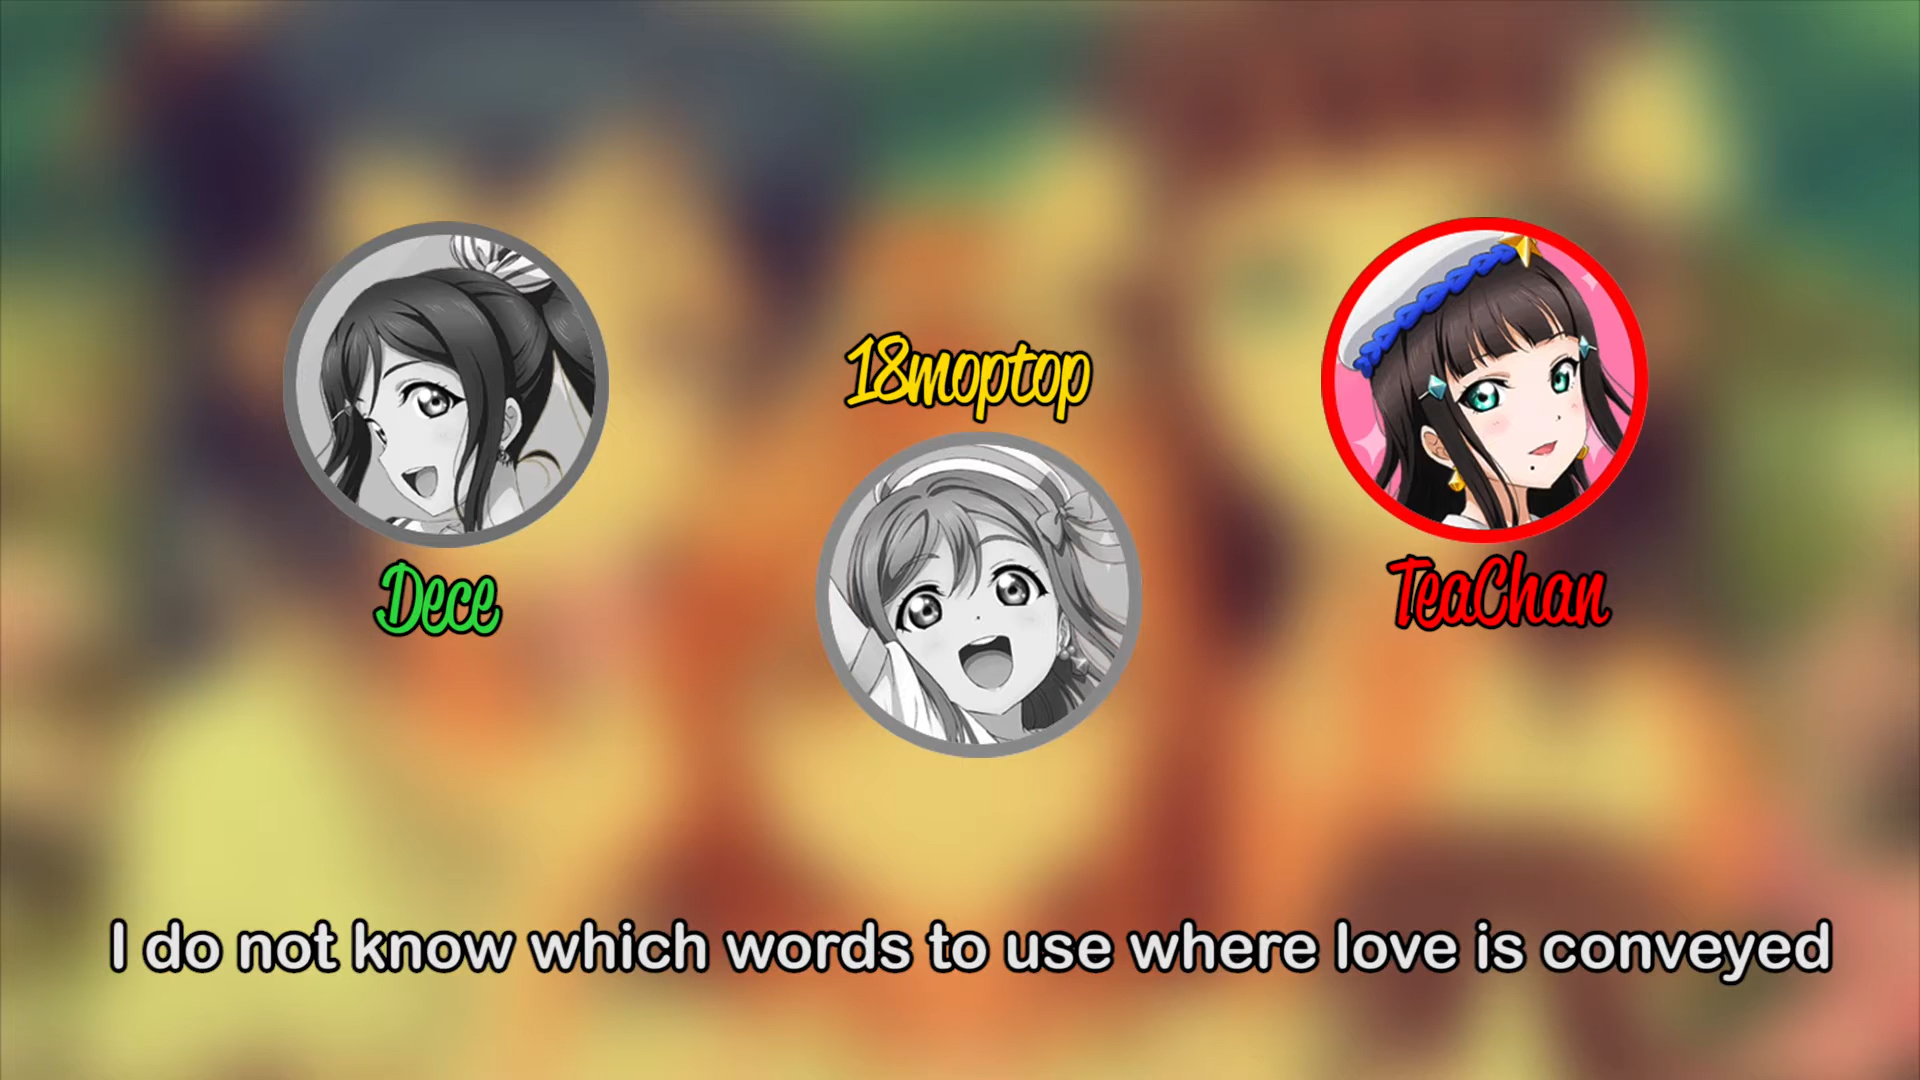 18moptop
Dece
TeaChan
I do not know which words to use where love is conveyed